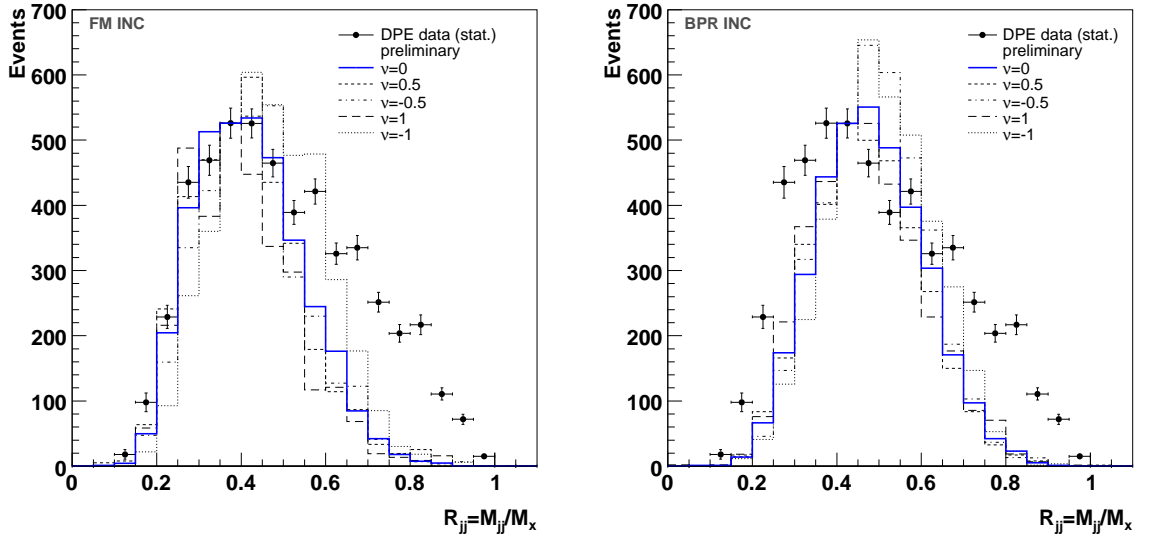 FM INC
Events
DPE data (stat.)
preliminary
ν=0
ν=0.5
ν=-0.5
ν=1
ν=-1
700
600
500
400
300
200
100
0
0 0.2 0.4 0.6 0.8 1
R_jj=M_jj/M_x
BPR INC
Events
DPE data (stat.)
preliminary
ν=0
ν=0.5
ν=-0.5
ν=1
ν=-1
700
600
500
400
300
200
100
0
0 0.2 0.4 0.6 0.8 1
R_jj=M_jj/M_x